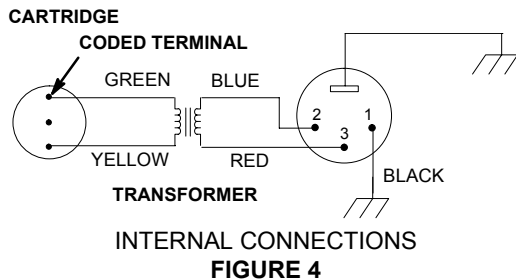 CARTRIDGE
CODED TERMINAL
GREEN
BLUE
2
1
3
YELLOW
RED
BLACK
TRANSFORMER
INTERNAL CONNECTIONS
FIGURE 4